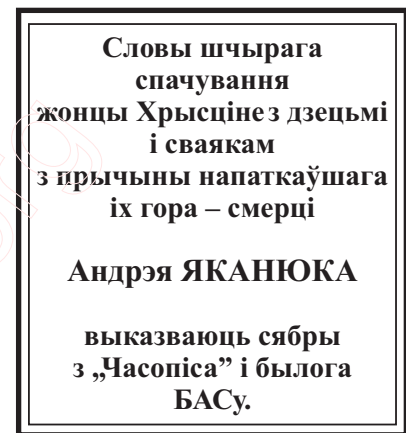 Словы шчырага
спачування
жонцы Хрысціне з дзецьмі
і сваякам
з прычыны напаткаўшага
іх гора – смерці
Андрэя ЯКАНЮКА
выказваюць сябры
з „Часопіса” і былога
БАСу.